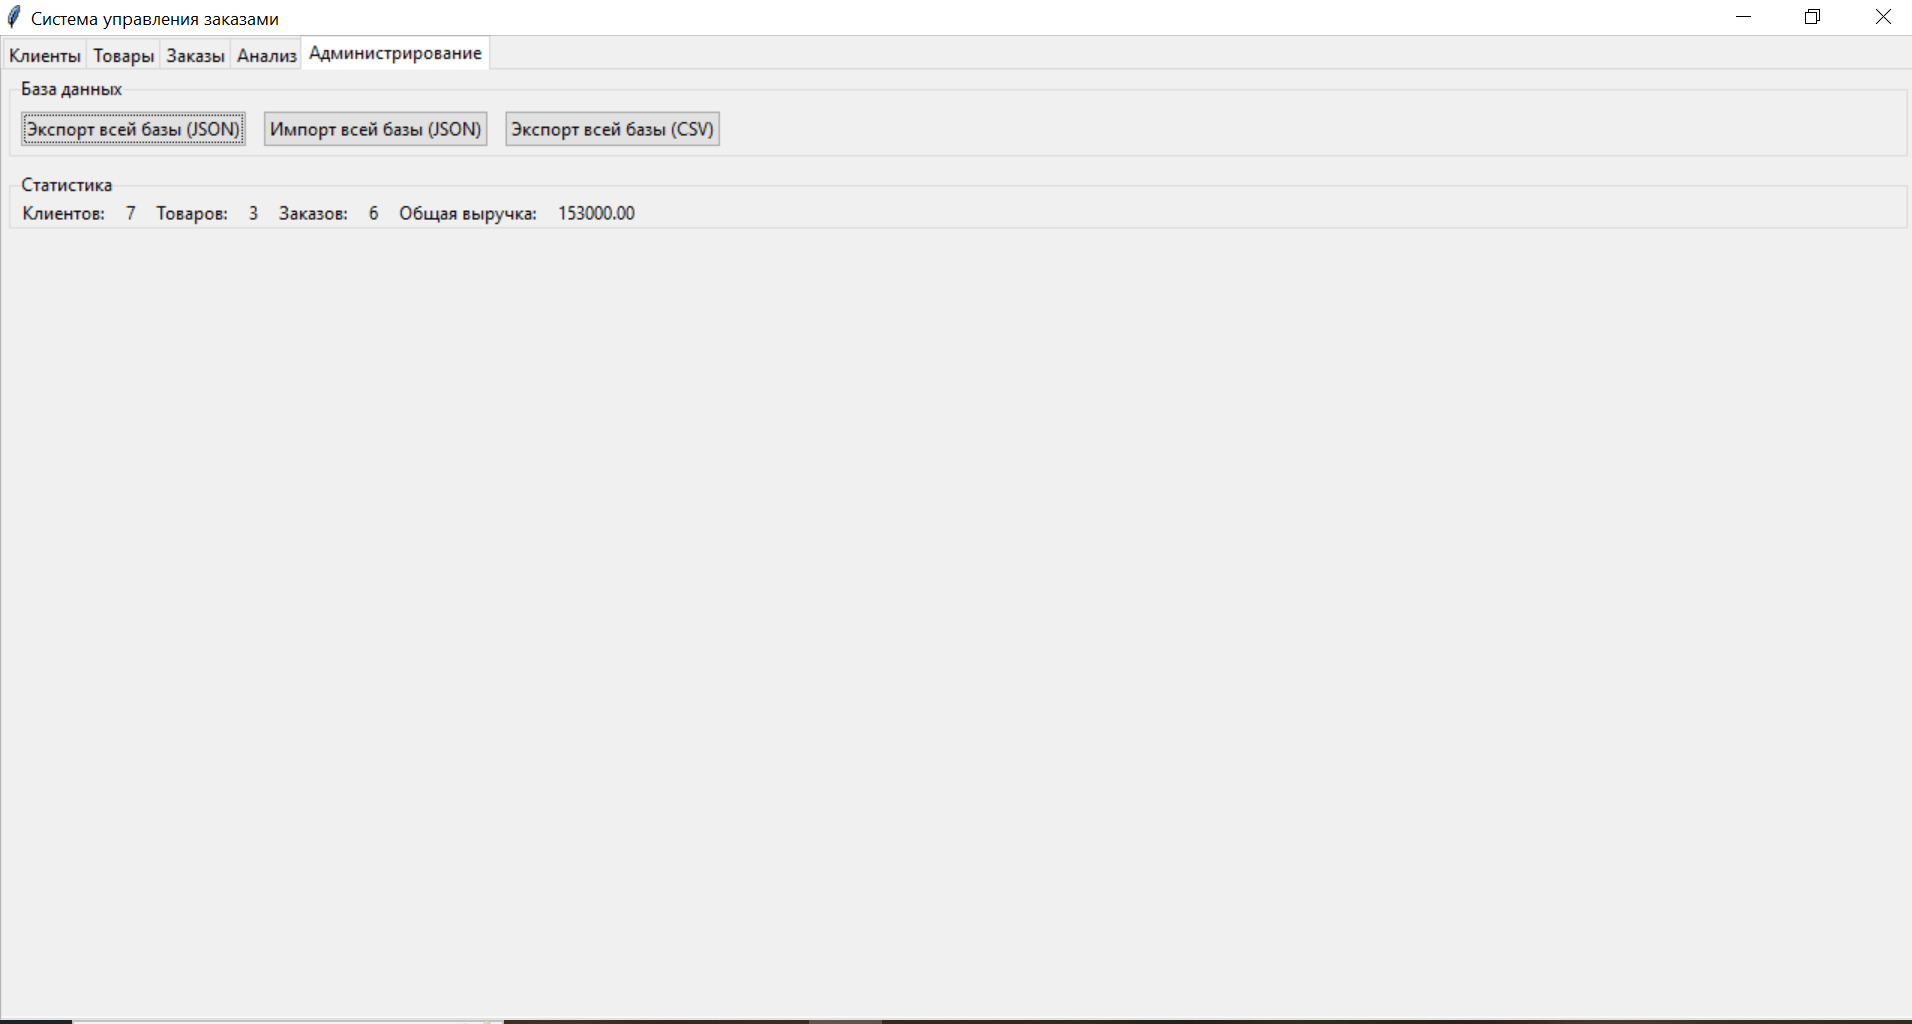 Система управления заказами
Клиенты Товары Заказы Анализ Администрирование
База данных
Экспорт всей базы (JSON) Импорт всей базы (JSON) Экспорт всей базы (CSV)
Статистика
Клиентов: 7 Товаров: 3 Заказов: 6 Общая выручка: 153000.00